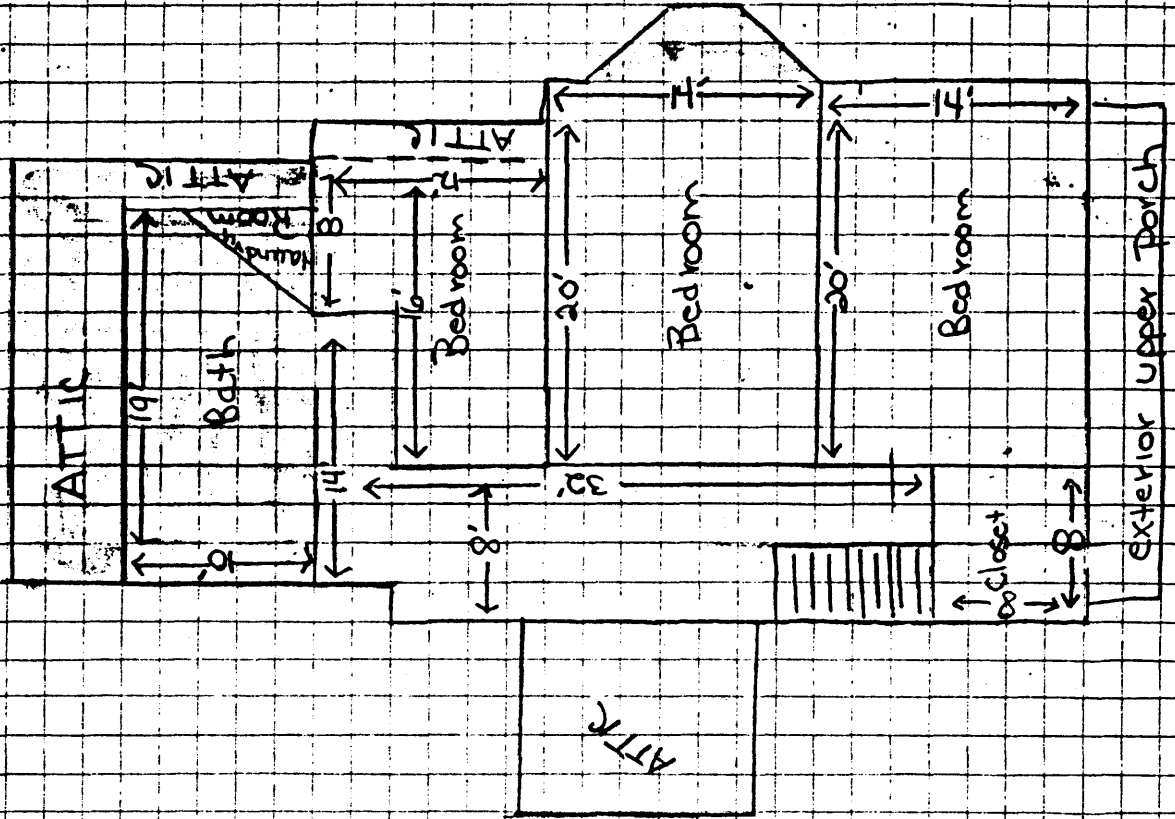 14'
14'
ATTIC
ATTIC
12'
8
Laundry
Room
16'
Bedroom
20'
Bedroom
20'
Bedroom
exterior upper porch
ATTIC
19'
Bath
14'
10'
32'
8'
Closet
8
8
ATTIC